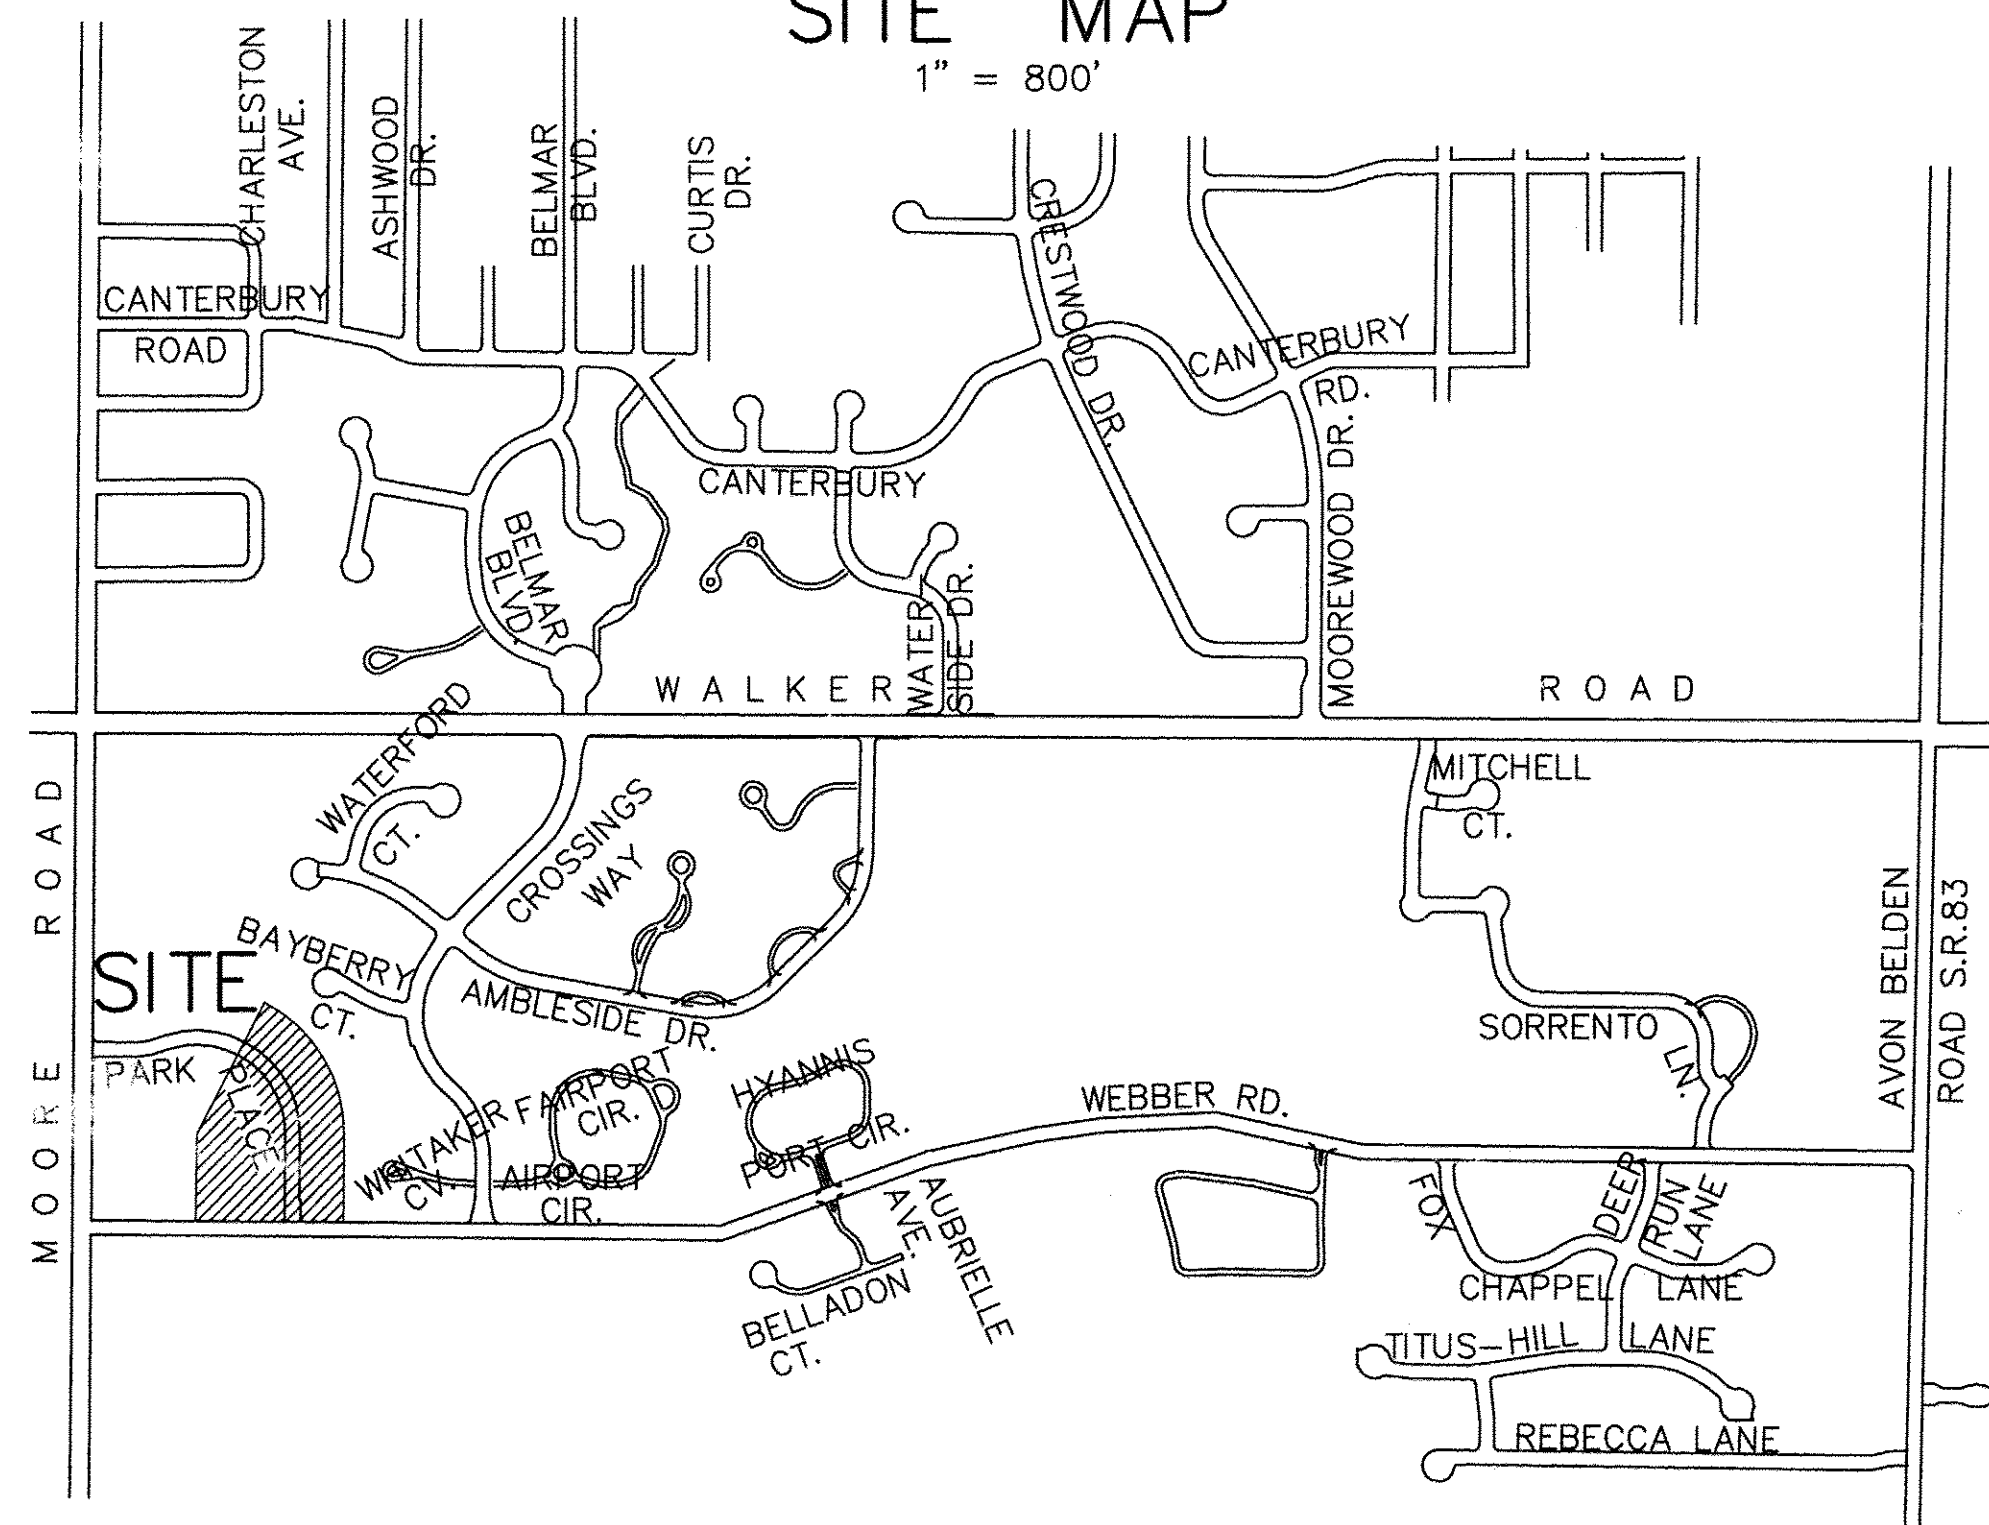 SITE MAP
1" = 800'
CHARLESTON
AVE.
ASHWOOD
DR.
BELMAR
BLVD.
CURTIS
DR.
CRESTWOOD DR.
CANTERBURY
ROAD
CANTERBURY
RD.
CANTERBURY
MOOREWOOD DR.
BELMAR
BLVD.
WATER-
SIDE DR.
WALKER ROAD
WATERFORD
CT.
CROSSINGS
WAY
MITCHELL
CT.
MOORE ROAD
BAYBERRY
CT.
SITE
AMBLESIDE DR.
AVON BELDEN
ROAD S.R.83
SORRENTO
LN.
PARK PLACE
WHITAKER
CV.
FAIRPORT
CIR.
AIRPORT
CIR.
HYANNIS
PORT CIR.
WEBBER RD.
AUBRIELLE
AVE.
BELLADON
CT.
FOX
CHAPPEL LANE
DEER
RUN
LANE
TITUS-HILL LANE
REBECCA LANE